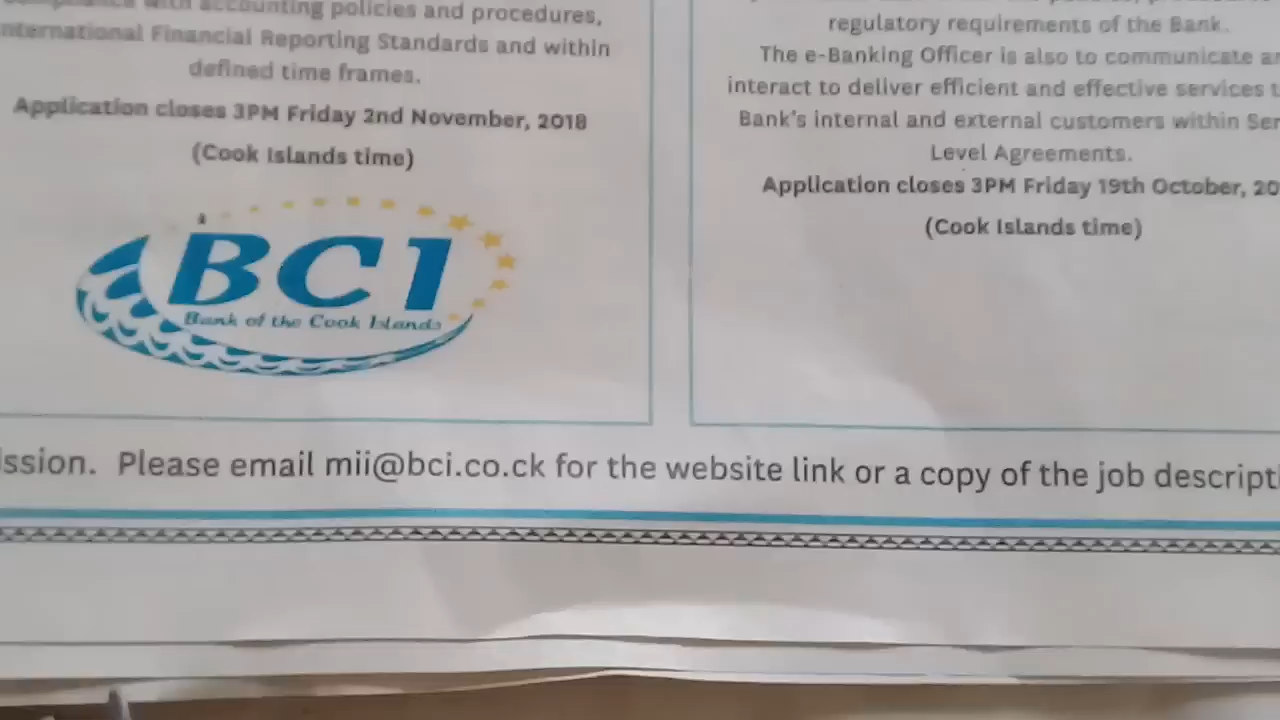 with accounting policies and procedures,
International Financial Reporting Standards and within
defined time frames.
Application closes 3PM Friday 2nd November, 2018
(Cook Islands time)
BCI
Bank of the Cook Islands
regulatory requirements of the Bank.
The e-Banking Officer is also to communicate
interact to deliver efficient and effective services
Bank's internal and external customers within
Level Agreements.
Application closes 3PM Friday 19th October, 20
(Cook Islands time)
ssion. Please email mii@bci.co.ck for the website link or a copy of the job descripti